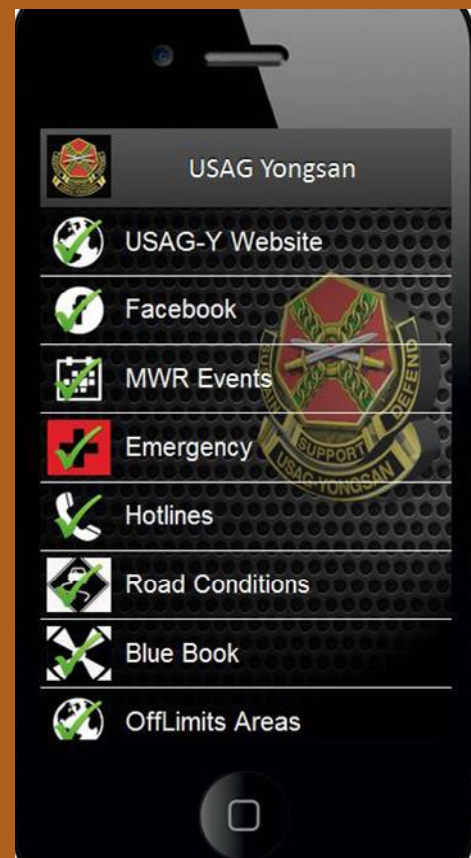 USAG Yongsan
USAG-Y Website
Facebook
MWR Events
Emergency
Hotlines
Road Conditions
Blue Book
OffLimits Areas
SUPPORT
DEFEND
USAG-YONGSAN